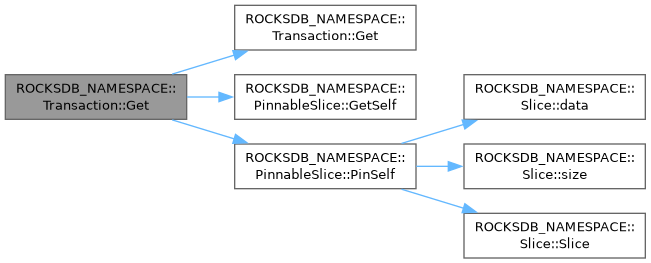 ROCKSDB_NAMESPACE::
Transaction::Get
ROCKSDB_NAMESPACE::
Transaction::Get
ROCKSDB_NAMESPACE::
PinnableSlice::GetSelf
ROCKSDB_NAMESPACE::
PinnableSlice::PinSelf
ROCKSDB_NAMESPACE::
Slice::data
ROCKSDB_NAMESPACE::
Slice::size
ROCKSDB_NAMESPACE::
Slice::Slice